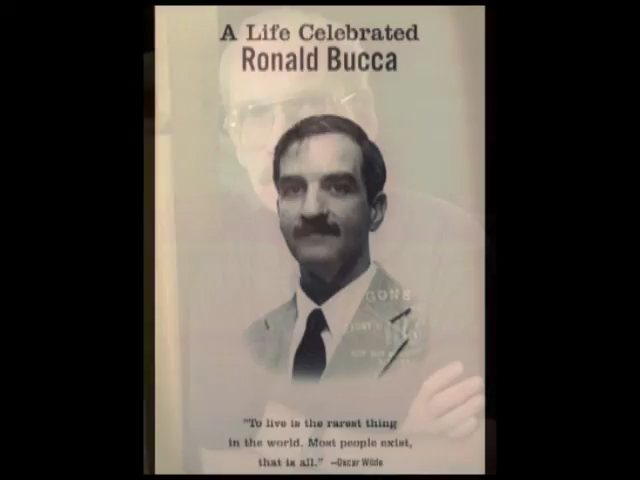 A Life Celebrated
Ronald Bucca
"To live is the rarest thing
in the world. Most people exist,
that is all." —Oscar Wilde